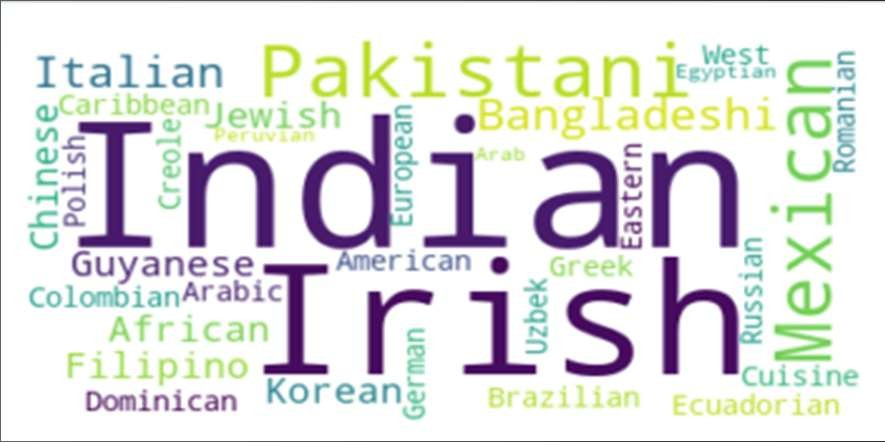 Italian
Pakistani
West
Egyptian
Caribbean
Jewish
Bangladeshi
Peruvian
Mexican
Romanian
Chinese
Polish
Creole
European
Arab
Eastern
Indian
Guyanese
American
Greek
Colombian
Arabic
Irish
Uzbek
Russian
African
Filipino
German
Korean
Cuisine
Dominican
Brazilian
Ecuadorian